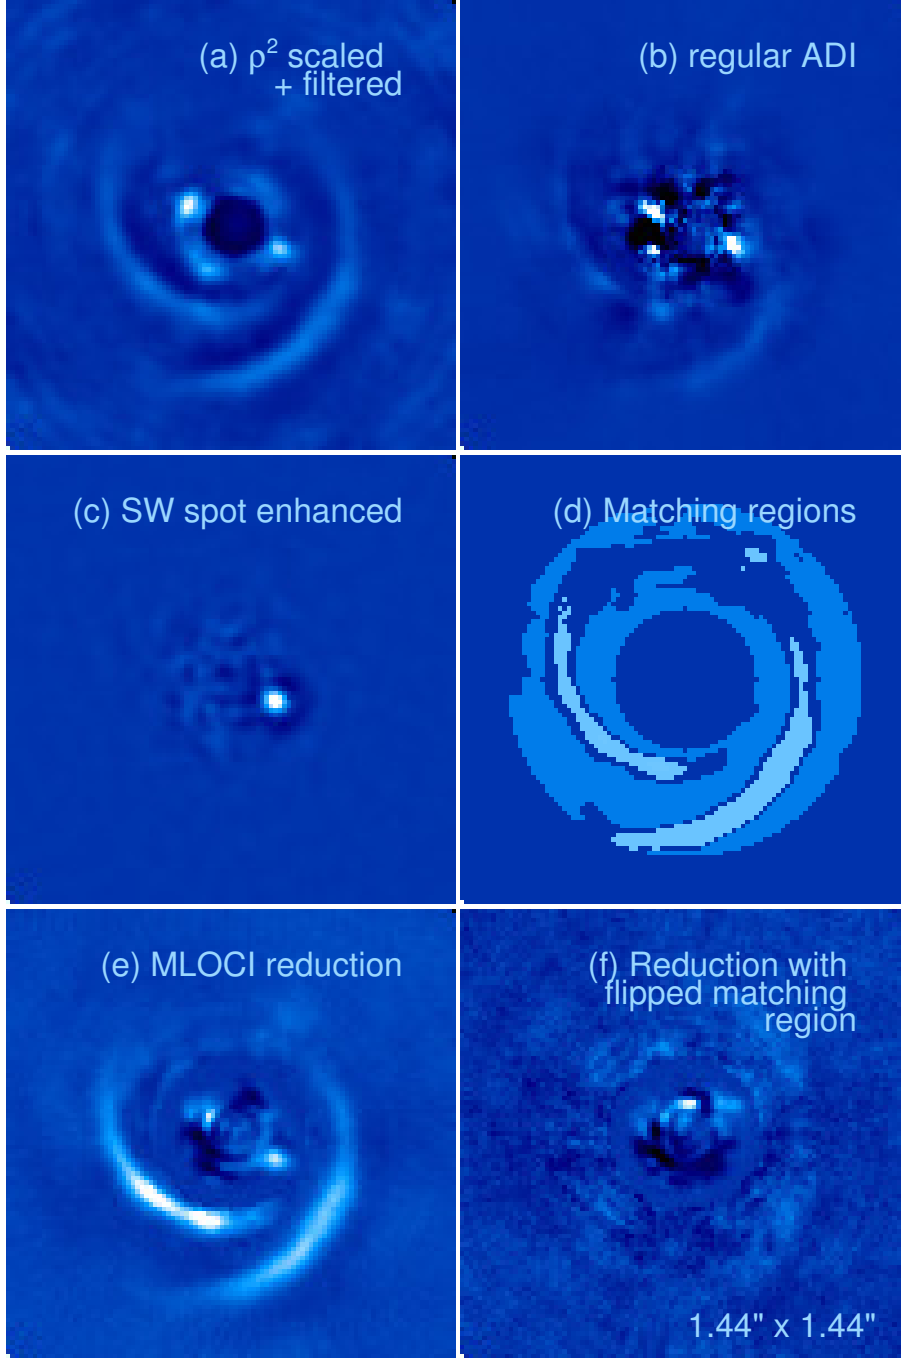 (a) ρ² scaled
+ filtered
(b) regular ADI
(c) SW spot enhanced
(d) Matching regions
(e) MLOCI reduction
(f) Reduction with
flipped matching
region
1.44" x 1.44"